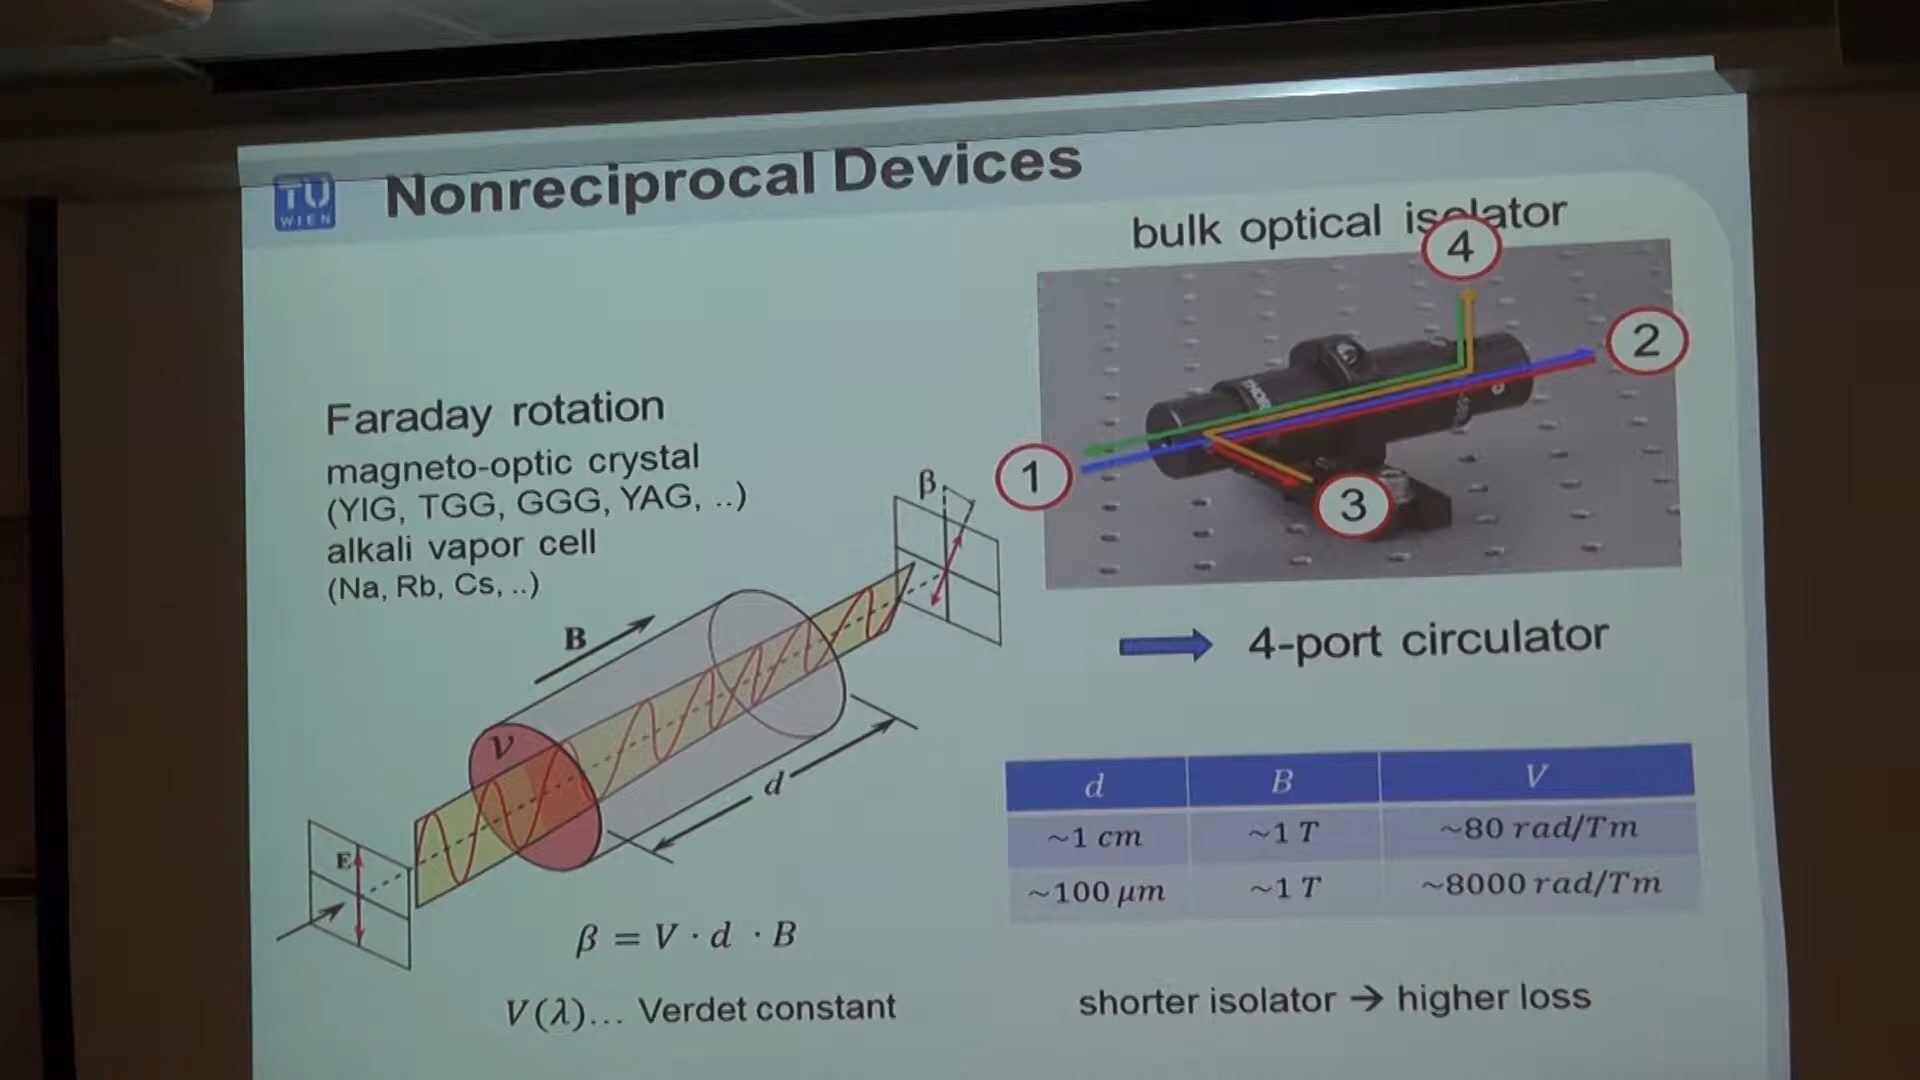 TU
WIEN
Nonreciprocal Devices
bulk optical isolator
4
2
1
3
Faraday rotation
magneto-optic crystal
(YIG, TGG, GGG, YAG, ..)
alkali vapor cell
(Na, Rb, Cs, ..)
β
B
V
d
E
β = V · d · B
V(λ)... Verdet constant
4-port circulator
d B V
~1 cm ~1 T ~80 rad/Tm
~100 μm ~1 T ~8000 rad/Tm
shorter isolator → higher loss